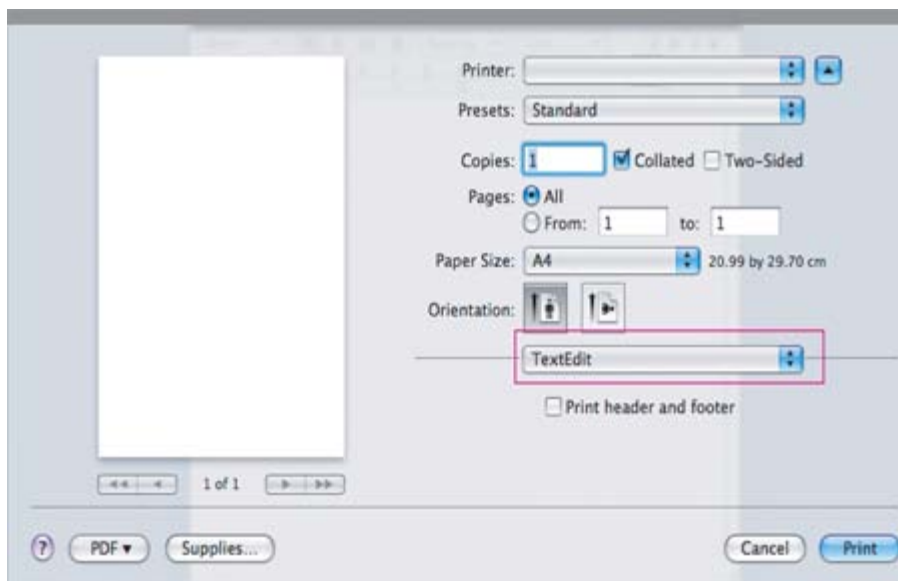 Printer:
Presets: Standard
Copies: 1 Collated Two-Sided
Pages: All
From: 1 to: 1
Paper Size: A4 20.99 by 29.70 cm
Orientation:
TextEdit
Print header and footer
1 of 1
? PDF Supplies... Cancel Print